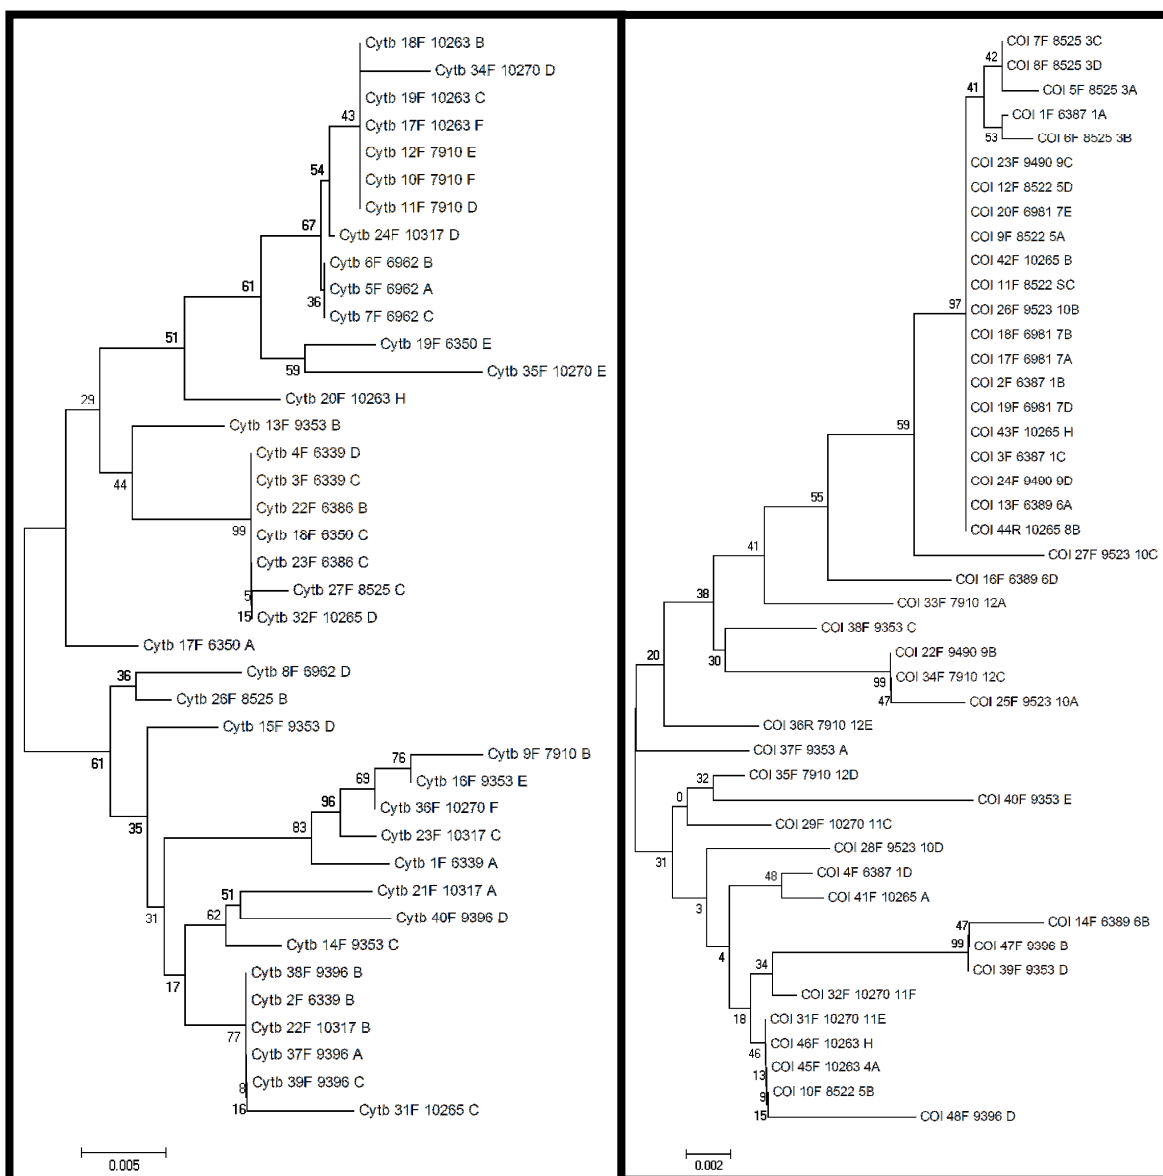 Cytb 18F 10263 B
Cytb 34F 10270 D
Cytb 19F 10263 C
43
Cytb 17F 10263 F
Cytb 12F 7910 E
54
Cytb 10F 7910 F
Cytb 11F 7910 D
67
Cytb 24F 10317 D
Cytb 6F 6962 B
61
Cytb 5F 6962 A
36
Cytb 7F 6962 C
51
Cytb 19F 6350 E
59
Cytb 35F 10270 E
29
Cytb 20F 10263 H
Cytb 13F 9353 B
Cytb 4F 6339 D
44
Cytb 3F 6339 C
Cytb 22F 6386 B
99
Cytb 18F 6350 C
Cytb 23F 6386 C
5
Cytb 27F 8525 C
15
Cytb 32F 10265 D
Cytb 17F 6350 A
36
Cytb 8F 6962 D
Cytb 26F 8525 B
Cytb 15F 9353 D
61
76
Cytb 9F 7910 B
69
Cytb 16F 9353 E
96
Cytb 36F 10270 F
35
83
Cytb 23F 10317 C
Cytb 1F 6339 A
51
Cytb 21F 10317 A
31
62
Cytb 40F 9396 D
Cytb 14F 9353 C
Cytb 38F 9396 B
17
Cytb 2F 6339 B
Cytb 22F 10317 B
77
Cytb 37F 9396 A
8
Cytb 39F 9396 C
16
Cytb 31F 10265 C
0.005
COI 7F 8525 3C
42
COI 8F 8525 3D
41
COI 5F 8525 3A
COI 1F 6387 1A
53
COI 6F 8525 3B
COI 23F 9490 9C
COI 12F 8522 5D
COI 20F 6981 7E
COI 9F 8522 5A
COI 42F 10265 B
COI 11F 8522 SC
97
COI 26F 9523 10B
COI 18F 6981 7B
COI 17F 6981 7A
COI 2F 6387 1B
COI 19F 6981 7D
59
COI 43F 10265 H
COI 3F 6387 1C
COI 24F 9490 9D
55
COI 13F 6389 6A
COI 44R 10265 8B
41
COI 27F 9523 10C
COI 16F 6389 6D
38
COI 33F 7910 12A
COI 38F 9353 C
20
30
COI 22F 9490 9B
99
COI 34F 7910 12C
47
COI 25F 9523 10A
COI 36R 7910 12E
COI 37F 9353 A
32
COI 35F 7910 12D
0
COI 40F 9353 E
COI 29F 10270 11C
31
COI 28F 9523 10D
48
COI 4F 6387 1D
COI 41F 10265 A
3
47
COI 14F 6389 6B
99
COI 47F 9396 B
4
34
COI 39F 9353 D
COI 32F 10270 11F
18
COI 31F 10270 11E
46
COI 46F 10263 H
13
COI 45F 10263 4A
9
COI 10F 8522 5B
15
COI 48F 9396 D
0.002